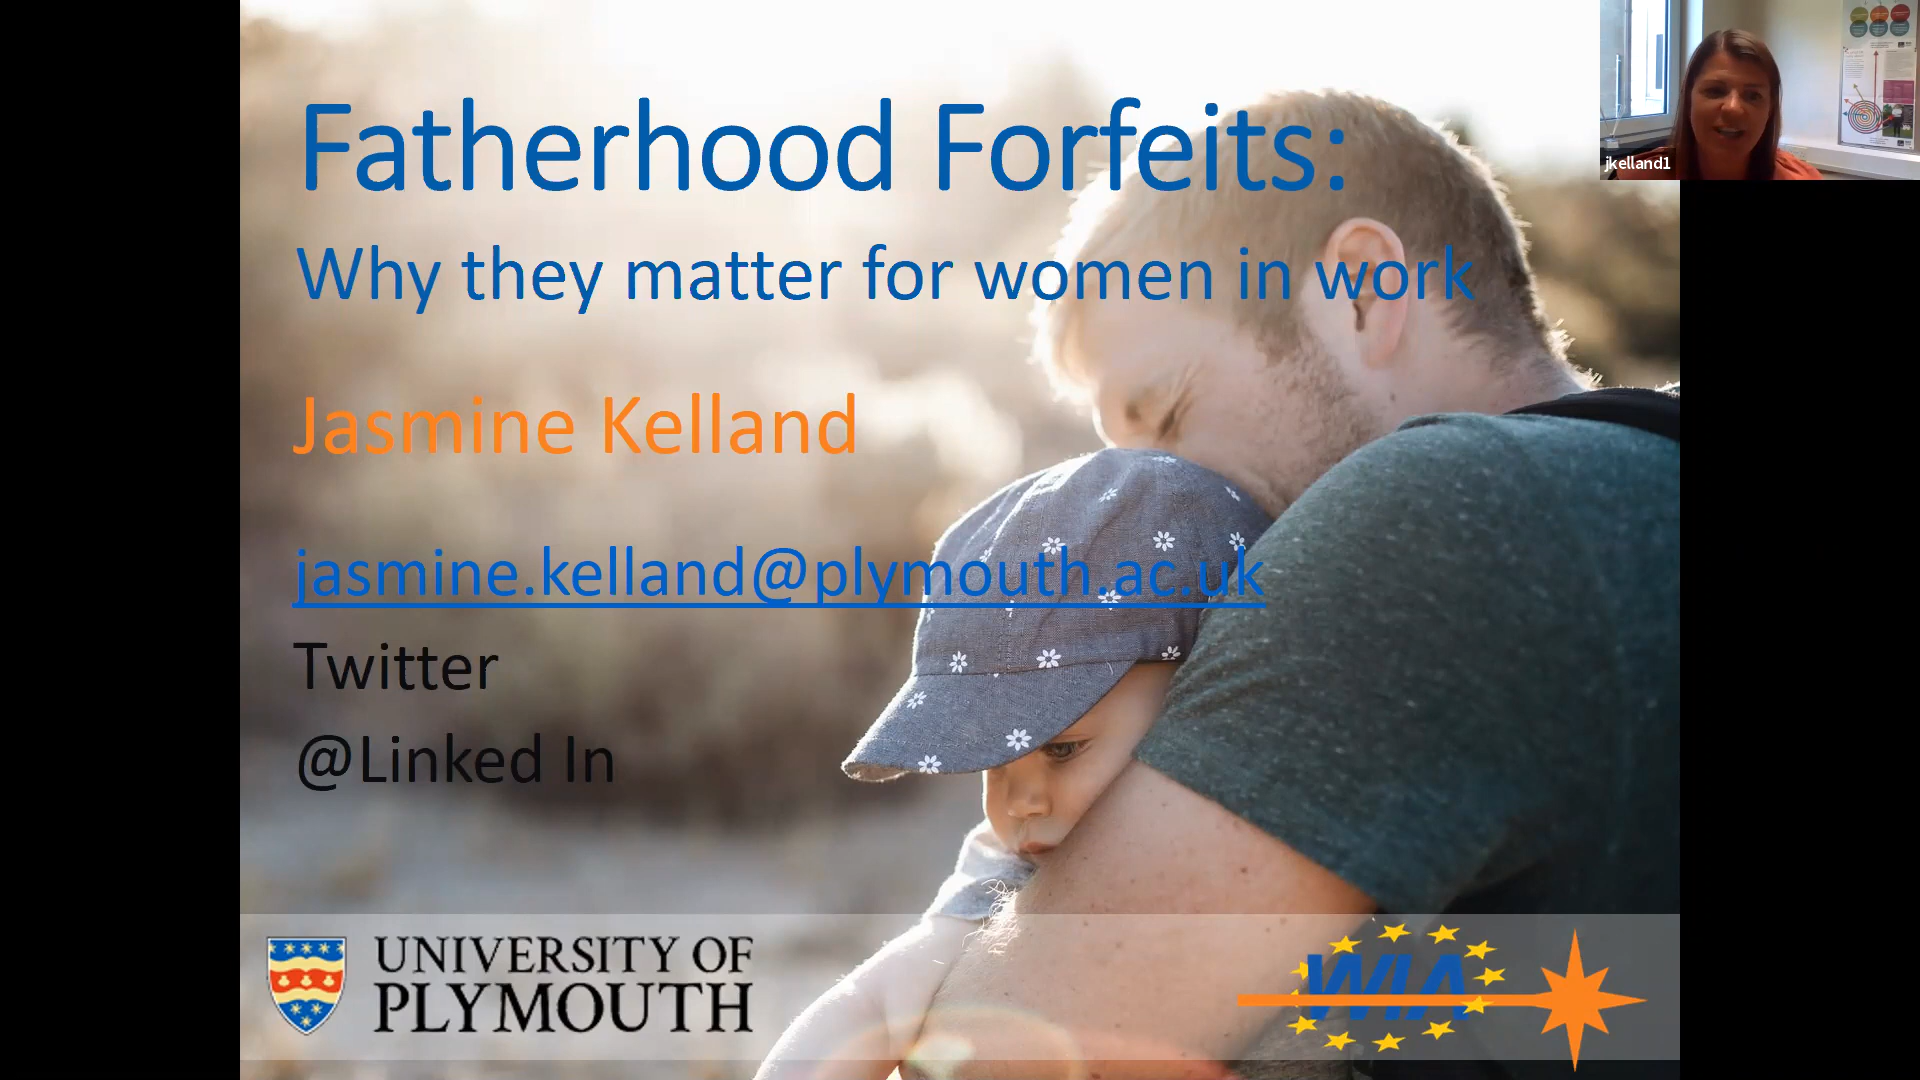 Fatherhood Forfeits:
Why they matter for women in work
Jasmine Kelland
jasmine.kelland@plymouth.ac.uk
Twitter
@Linked In
UNIVERSITY OF
PLYMOUTH
WIA
jkelland1